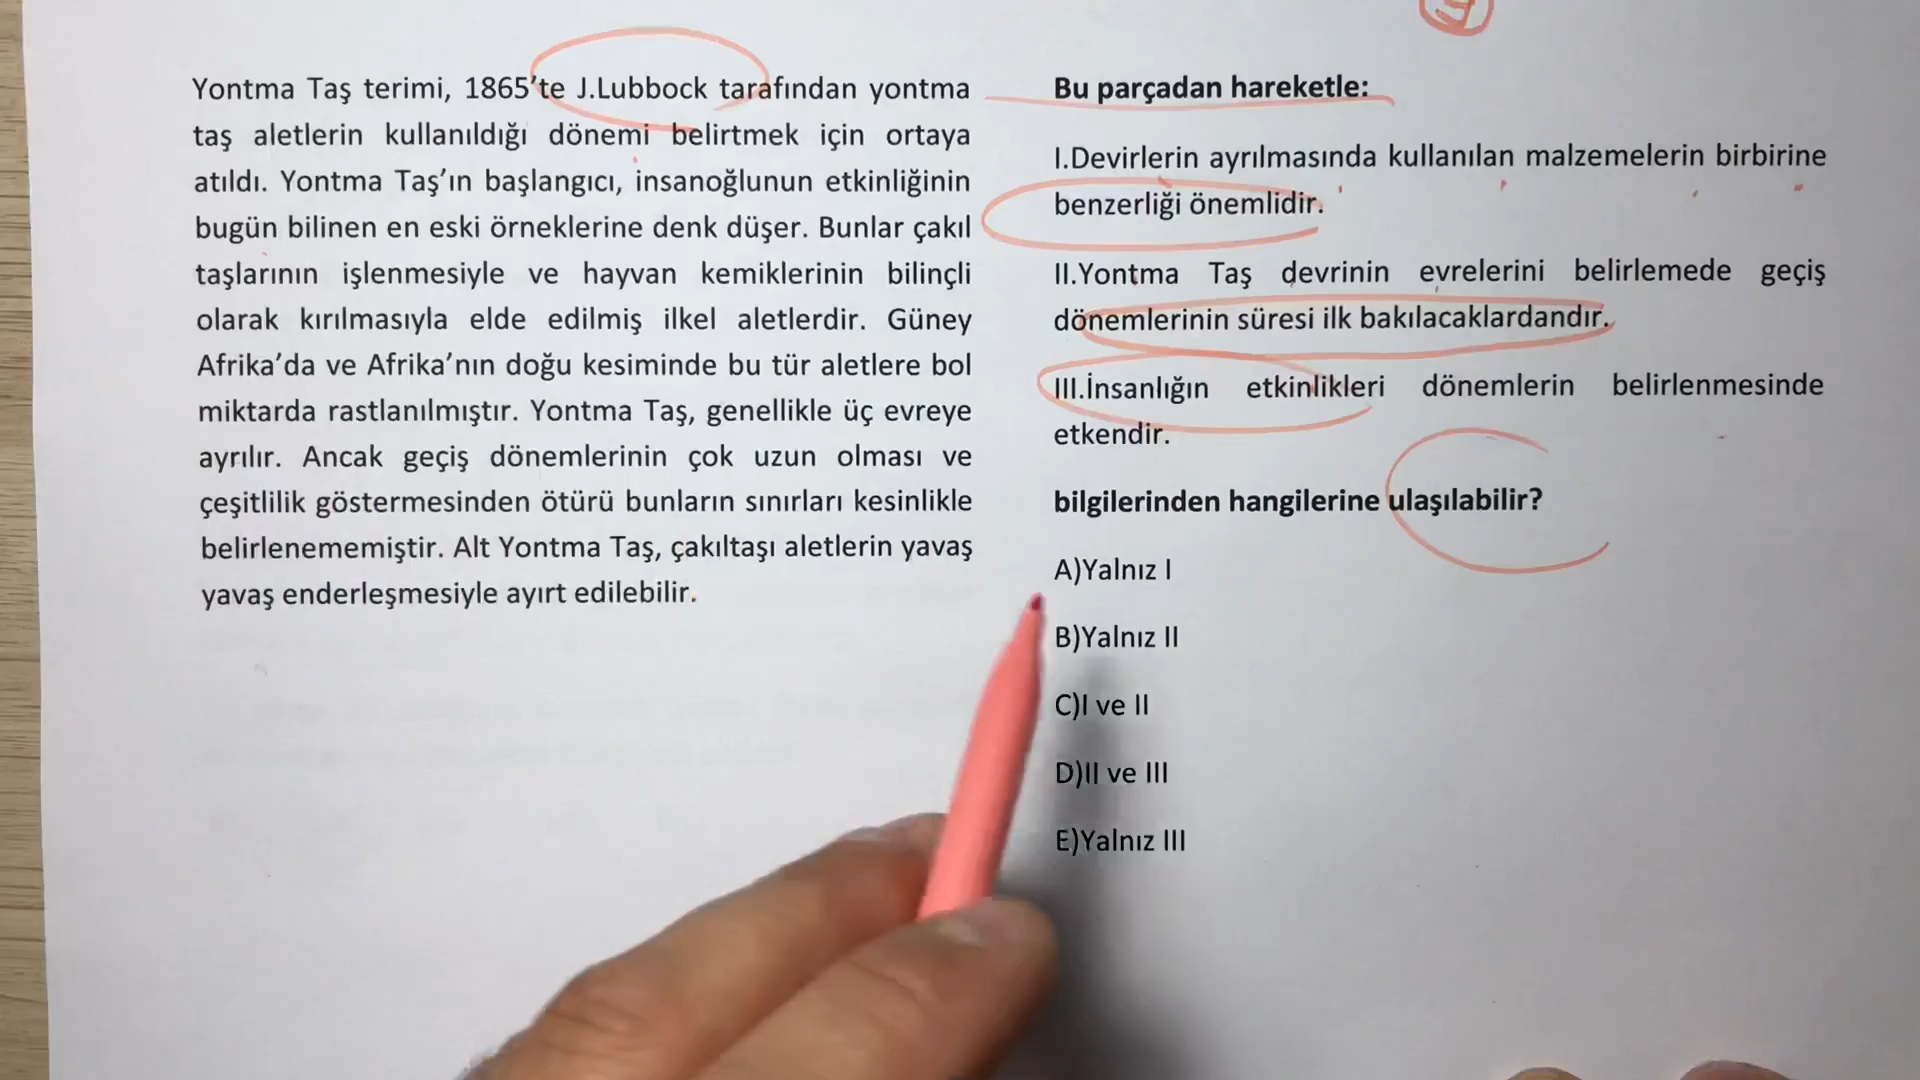 Yontma Taş terimi, 1865'te J.Lubbock tarafından yontma
taş aletlerin kullanıldığı dönemi belirtmek için ortaya
atıldı. Yontma Taş'ın başlangıcı, insanoğlunun etkinliğinin
bugün bilinen en eski örneklerine denk düşer. Bunlar çakıl
taşlarının işlenmesiyle ve hayvan kemiklerinin bilinçli
olarak kırılmasıyla elde edilmiş ilkel aletlerdir. Güney
Afrika'da ve Afrika'nın doğu kesiminde bu tür aletlere bol
miktarda rastlanılmıştır. Yontma Taş, genellikle üç evreye
ayrılır. Ancak geçiş dönemlerinin çok uzun olması ve
çeşitlilik göstermesinden ötürü bunların sınırları kesinlikle
belirlenememiştir. Alt Yontma Taş, çakıltaşı aletlerin yavaş
yavaş enderleşmesiyle ayırt edilebilir.
Bu parçadan hareketle:
I.Devirlerin ayrılmasında kullanılan malzemelerin birbirine
benzerliği önemlidir.
II.Yontma Taş devrinin evrelerini belirlemede geçiş
dönemlerinin süresi ilk bakılacaklardandır.
III.İnsanlığın etkinlikleri dönemlerin belirlenmesinde
etkendir.
bilgilerinden hangilerine ulaşılabilir?
A)Yalnız I
B)Yalnız II
C)I ve II
D)II ve III
E)Yalnız III